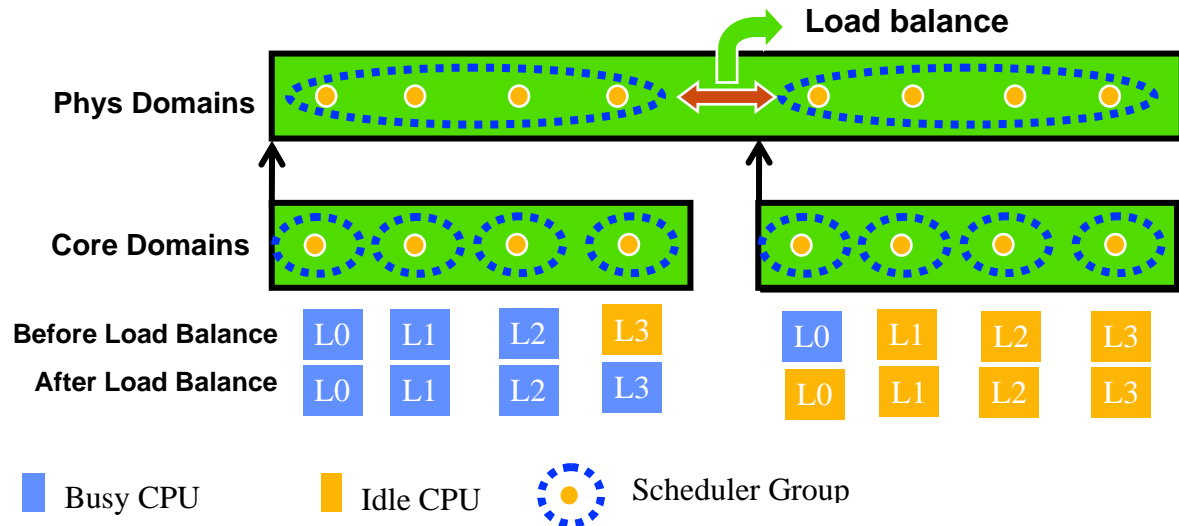 Load balance
Phys Domains
Core Domains
Before Load Balance L0 L1 L2 L3 L0 L1 L2 L3
After Load Balance L0 L1 L2 L3 L0 L1 L2 L3
Busy CPU Idle CPU Scheduler Group